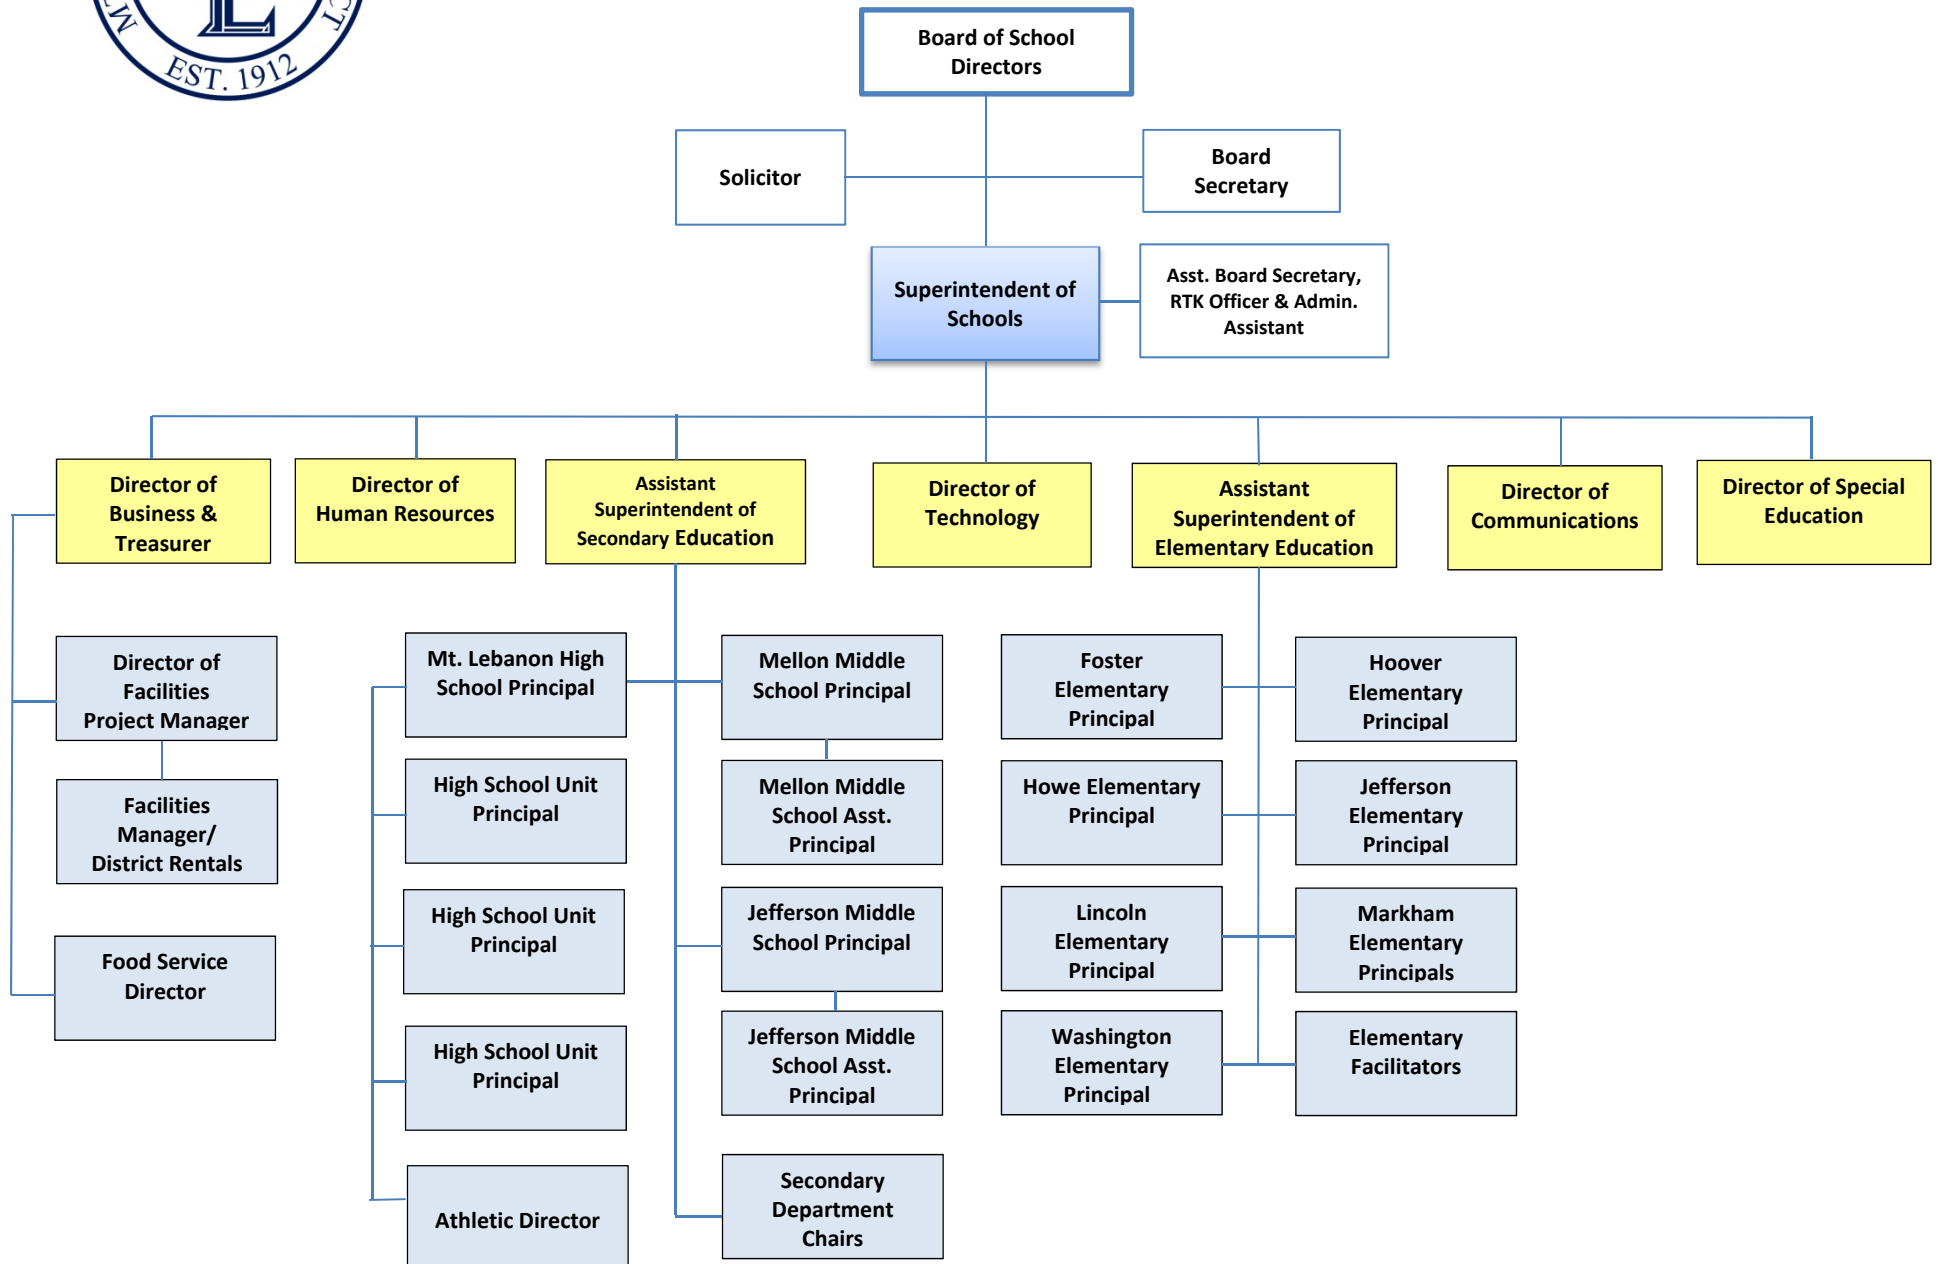 EST. 1912
Board of School
Directors
Solicitor
Board
Secretary
Superintendent of
Schools
Asst. Board Secretary,
RTK Officer & Admin.
Assistant
Director of
Business &
Treasurer
Director of
Human Resources
Assistant
Superintendent of
Secondary Education
Director of
Technology
Assistant
Superintendent of
Elementary Education
Director of
Communications
Director of Special
Education
Director of
Facilities
Project Manager
Mt. Lebanon High
School Principal
Mellon Middle
School Principal
Foster
Elementary
Principal
Hoover
Elementary
Principal
Facilities
Manager/
District Rentals
High School Unit
Principal
Mellon Middle
School Asst.
Principal
Howe Elementary
Principal
Jefferson
Elementary
Principal
Food Service
Director
High School Unit
Principal
Jefferson Middle
School Principal
Lincoln
Elementary
Principal
Markham
Elementary
Principals
High School Unit
Principal
Jefferson Middle
School Asst.
Principal
Washington
Elementary
Principal
Elementary
Facilitators
Athletic Director
Secondary
Department
Chairs